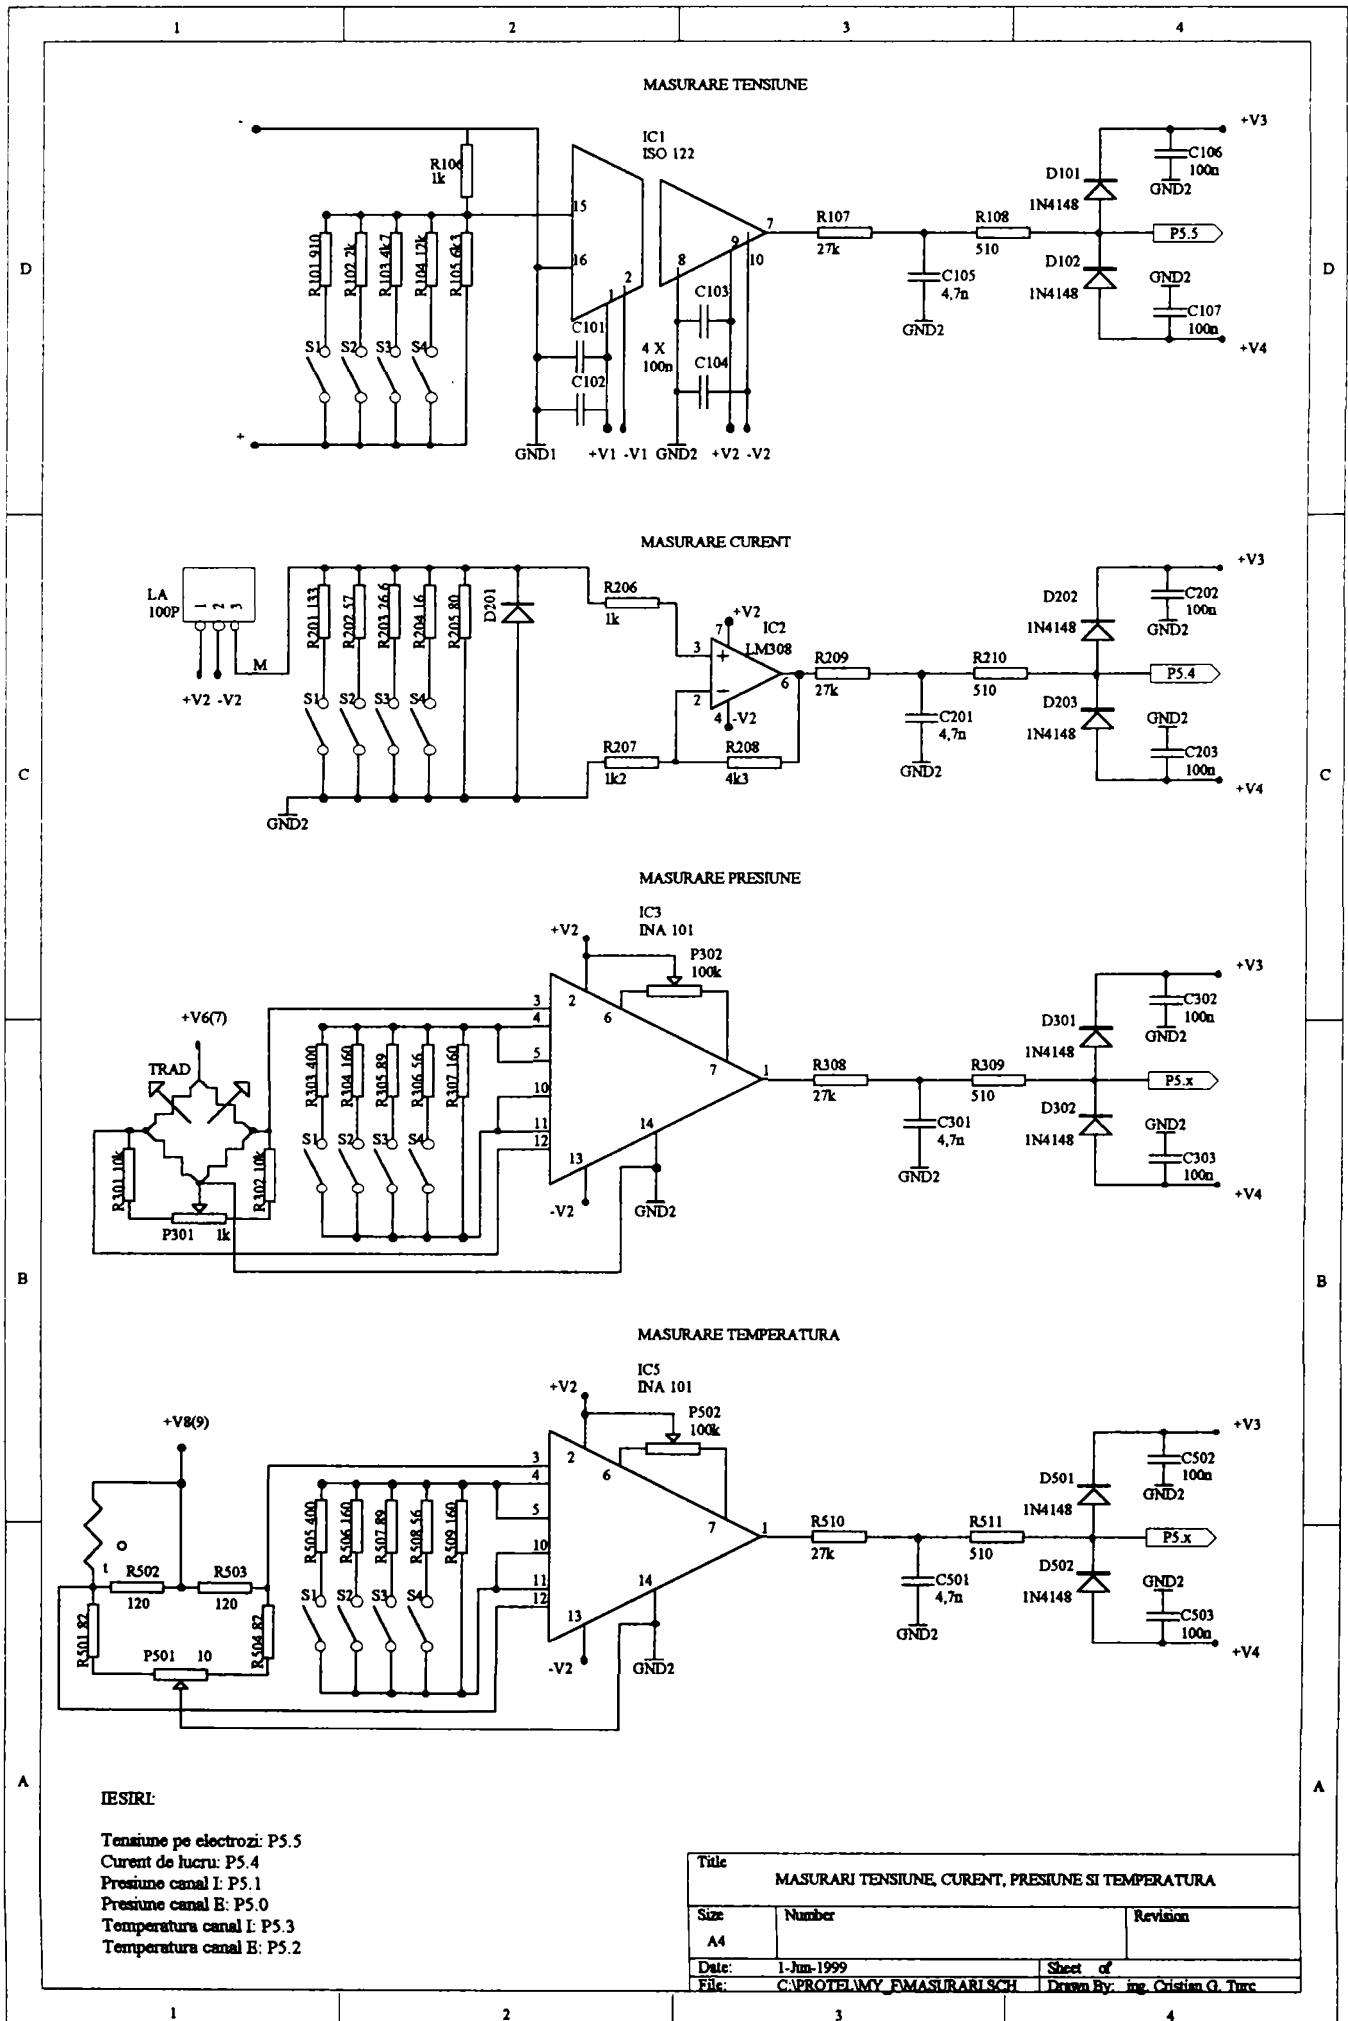 1 2 3 4
MASURARE TENSIUNE
D
D
-
+
R106
1k
R101 910
R102 2k
R103 4k7
R104 12k
R105 6k3
S1
S2
S3
S4
IC1
ISO 122
15
16
1
2
C101
C102
4 X
100n
GND1
+V1 -V1
8
9
7
10
C103
C104
GND2
+V2 -V2
R107
27k
C105
4,7n
GND2
R108
510
D101
1N4148
D102
1N4148
+V3
C106
100n
GND2
P5.5
GND2
C107
100n
+V4
MASURARE CURENT
C
C
LA
100P
1 2 3
+V2 -V2
M
R201 133
R202 57
R203 26.6
R204 16
R205 80
D201
S1
S2
S3
S4
GND2
R206
1k
R207
1k2
R208
4k3
+V2
7
IC2
LM308
3
+
2
−
6
4
-V2
R209
27k
C201
4,7n
GND2
R210
510
D202
1N4148
D203
1N4148
+V3
C202
100n
GND2
P5.4
GND2
C203
100n
+V4
MASURARE PRESIUNE
B
B
+V6(7)
TRAD
R301 10k
R302 10k
P301
1k
R303 400
R304 160
R305 89
R306 56
R307 160
S1
S2
S3
S4
IC3
INA 101
+V2
P302
100k
3
4
5
10
11
12
2
6
7
1
14
13
-V2
GND2
R308
27k
C301
4,7n
GND2
R309
510
D301
1N4148
D302
1N4148
+V3
C302
100n
GND2
P5.x
GND2
C303
100n
+V4
MASURARE TEMPERATURA
A
A
+V8(9)
t
R502
120
R503
120
R501 82
R504 82
P501
10
R505 400
R506 160
R507 89
R508 56
R509 160
S1
S2
S3
S4
IC5
INA 101
+V2
P502
100k
3
4
5
10
11
12
2
6
7
1
14
13
-V2
GND2
R510
27k
C501
4,7n
GND2
R511
510
D501
1N4148
D502
1N4148
+V3
C502
100n
GND2
P5.x
GND2
C503
100n
+V4
IESIRI:
Tensiune pe electrozi: P5.5
Curent de lucru: P5.4
Presiune canal I: P5.1
Presiune canal E: P5.0
Temperatura canal I: P5.3
Temperatura canal E: P5.2
Title
MASURARI TENSIUNE, CURENT, PRESIUNE SI TEMPERATURA
Size Number Revision
A4
Date: 1-Jun-1999 Sheet of
File: C:\PROTEL\MY_F\MASURARI.SCH Drawn By: ing. Cristian G. Turc
1 2 3 4